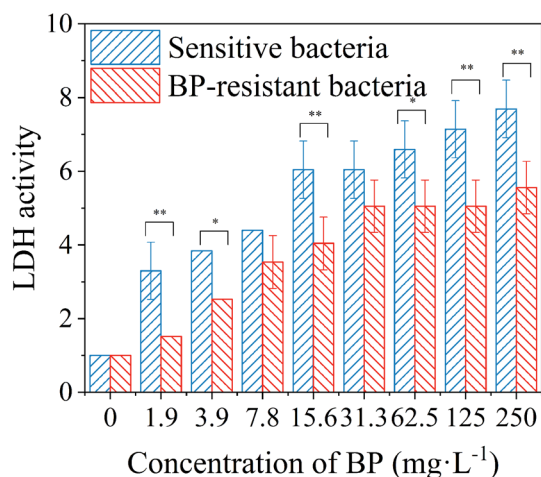 Sensitive bacteria
BP-resistant bacteria
LDH activity
10
8
6
4
2
0
** * ** * ** **
0 1.9 3.9 7.8 15.6 31.3 62.5 125 250
Concentration of BP (mg·L⁻¹)